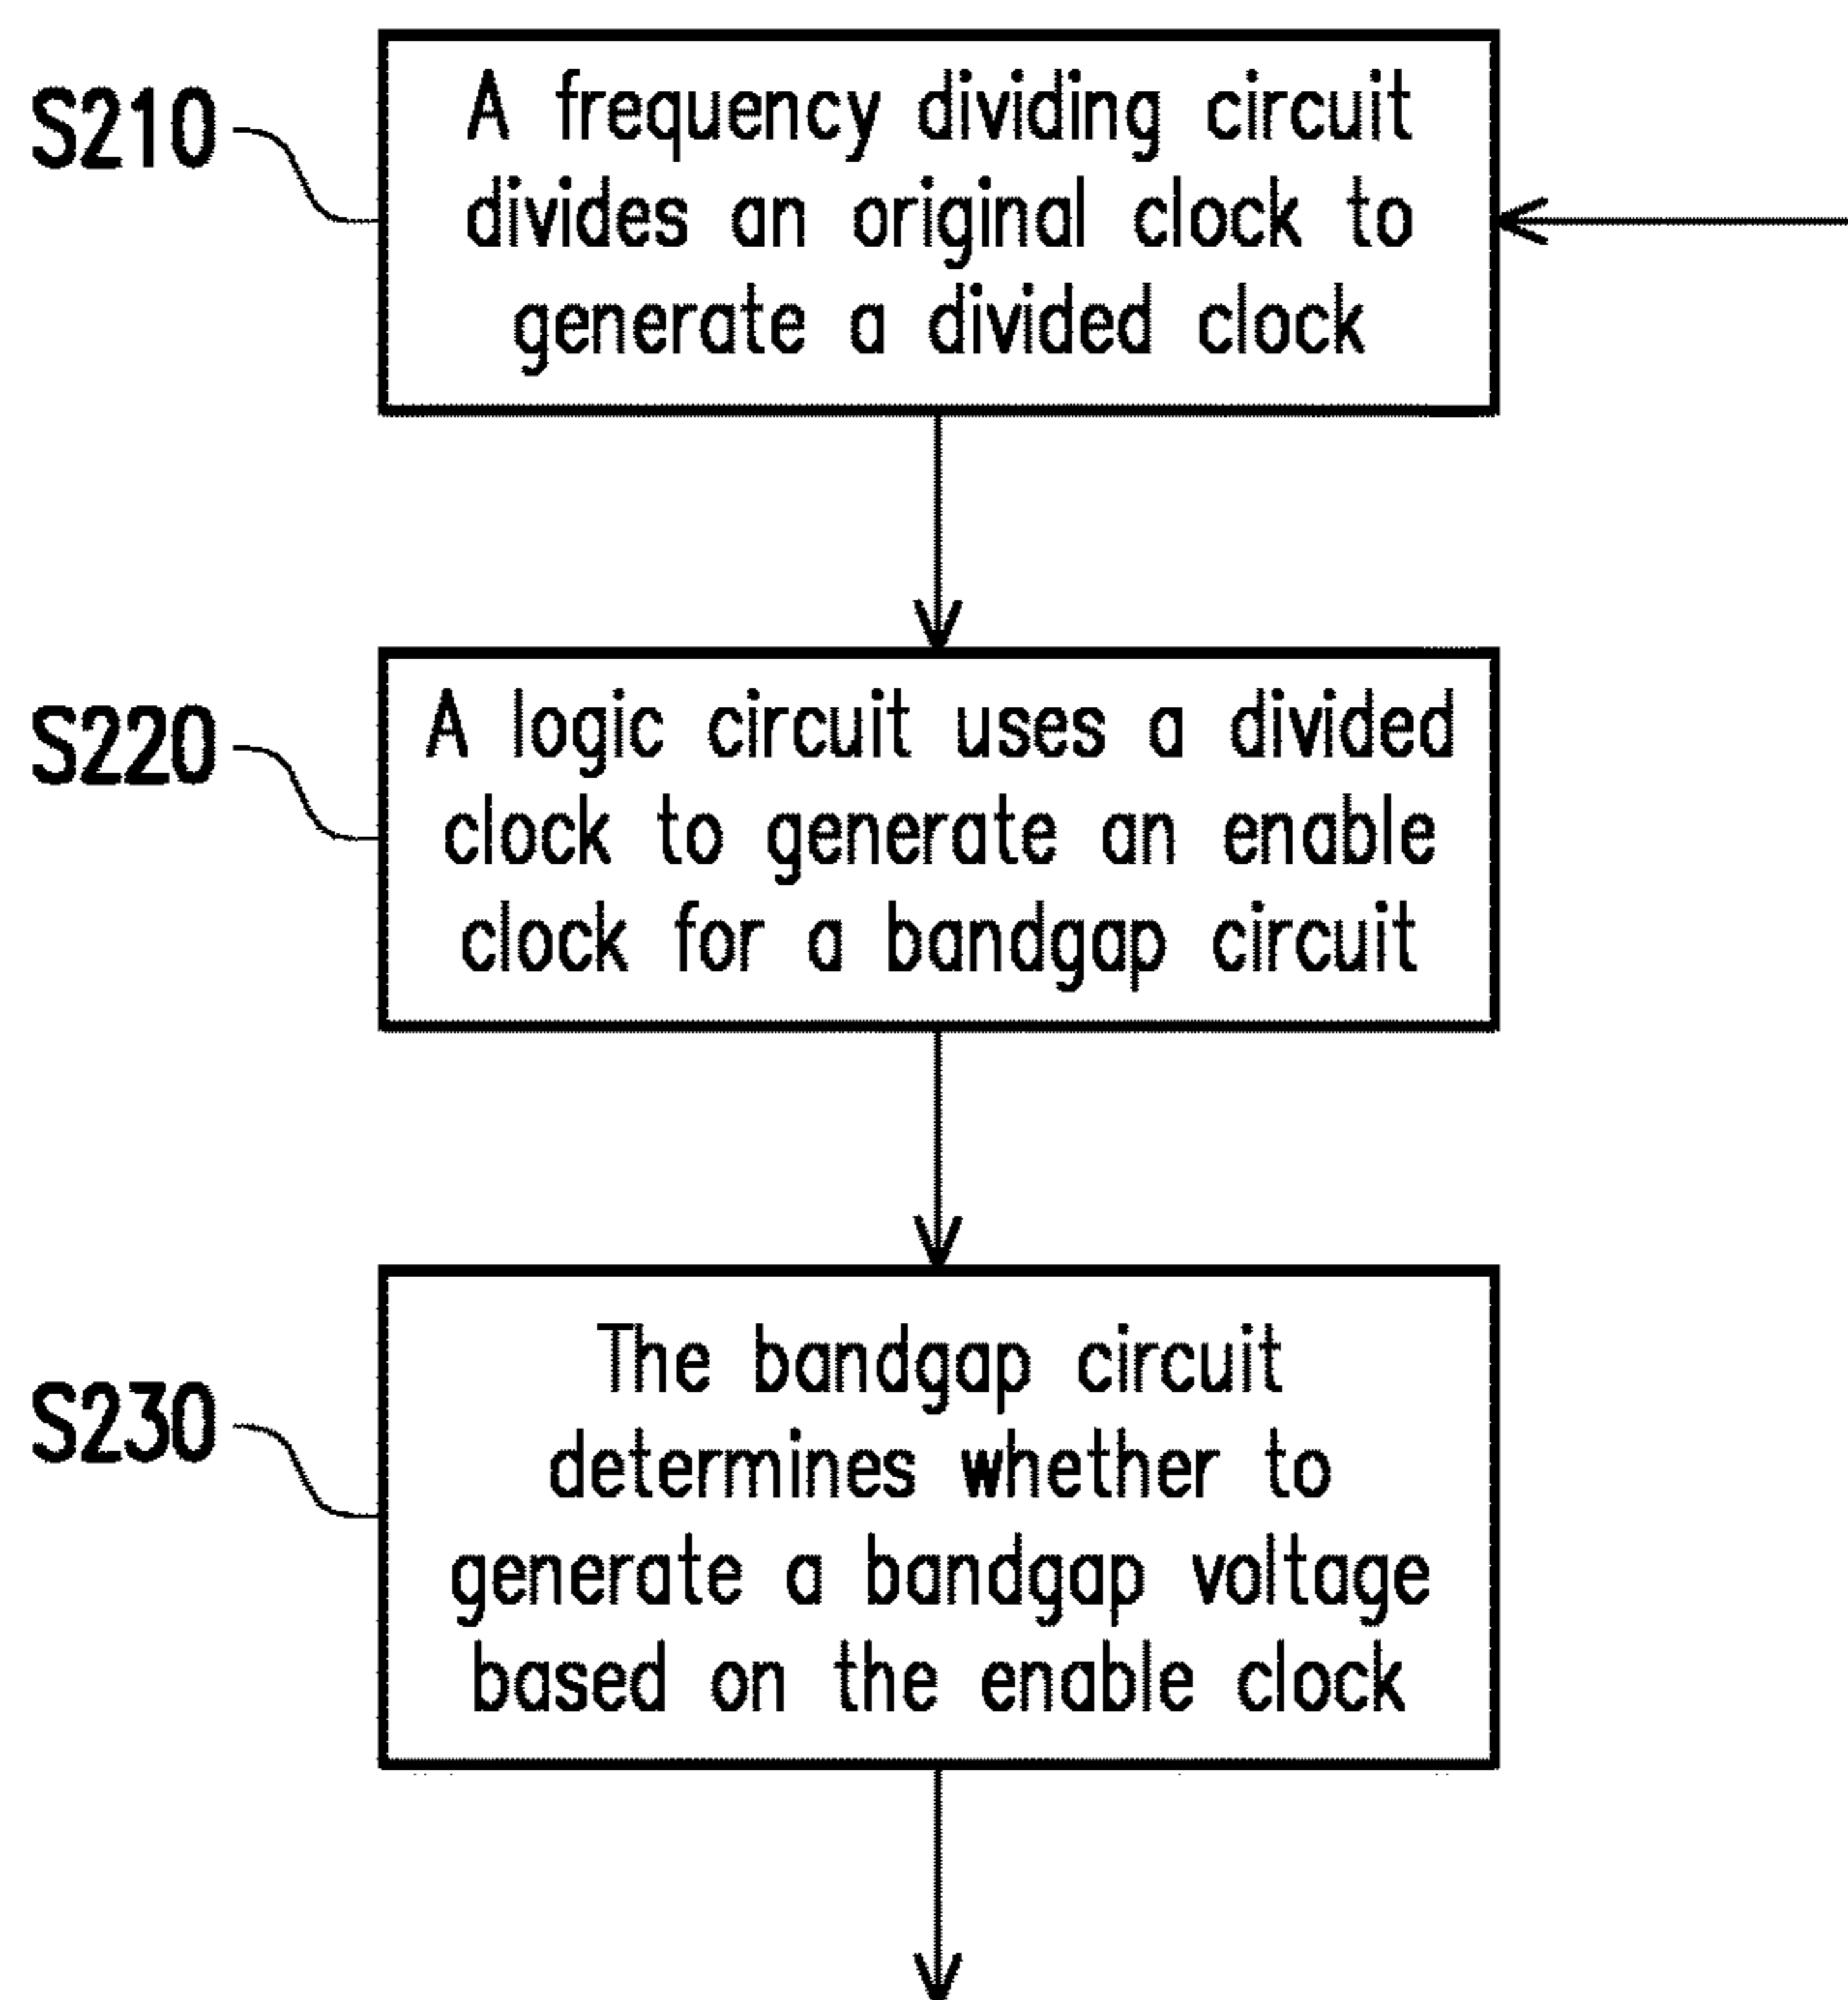 S210
A frequency dividing circuit
divides an original clock to
generate a divided clock
S220
A logic circuit uses a divided
clock to generate an enable
clock for a bandgap circuit
S230
The bandgap circuit
determines whether to
generate a bandgap voltage
based on the enable clock